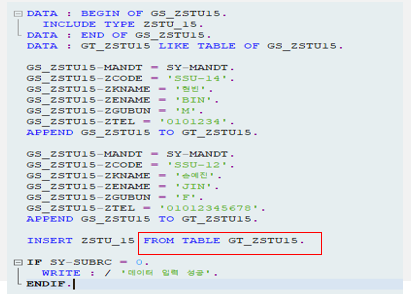 DATA : BEGIN OF GS_ZSTU15.
INCLUDE TYPE ZSTU_15.
DATA : END OF GS_ZSTU15.
DATA : GT_ZSTU15 LIKE TABLE OF GS_ZSTU15.
GS_ZSTU15-MANDT = SY-MANDT.
GS_ZSTU15-ZCODE = 'SSU-14'.
GS_ZSTU15-ZKNAME = '현빈'.
GS_ZSTU15-ZENAME = 'BIN'.
GS_ZSTU15-ZGUBUN = 'M'.
GS_ZSTU15-ZTEL = '0101234'.
APPEND GS_ZSTU15 TO GT_ZSTU15.
GS_ZSTU15-MANDT = SY-MANDT.
GS_ZSTU15-ZCODE = 'SSU-12'.
GS_ZSTU15-ZKNAME = '손예진'.
GS_ZSTU15-ZENAME = 'JIN'.
GS_ZSTU15-ZGUBUN = 'F'.
GS_ZSTU15-ZTEL = '01012345678'.
APPEND GS_ZSTU15 TO GT_ZSTU15.
INSERT ZSTU_15 FROM TABLE GT_ZSTU15.
IF SY-SUBRC = 0.
WRITE : / '데이터 입력 성공'.
ENDIF.